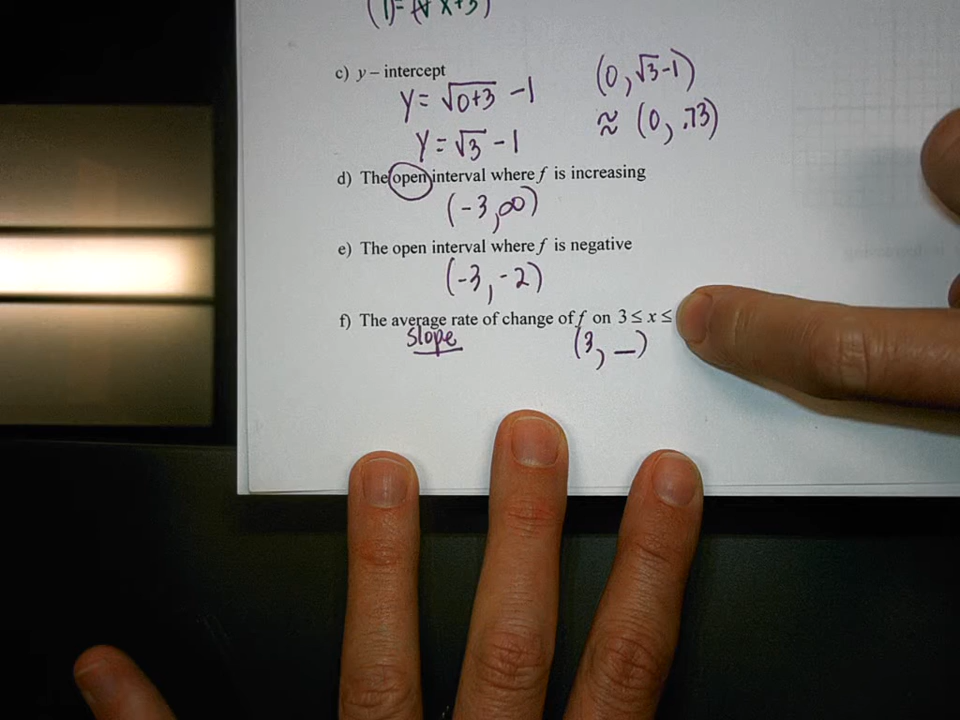 c) y – intercept
y = √0+3 - 1 (0, √3-1)
y = √3 - 1 ≈ (0, .73)
d) The open interval where f is increasing
(-3, ∞)
e) The open interval where f is negative
(-3, -2)
f) The average rate of change of f on 3 ≤ x ≤
slope (3, _)